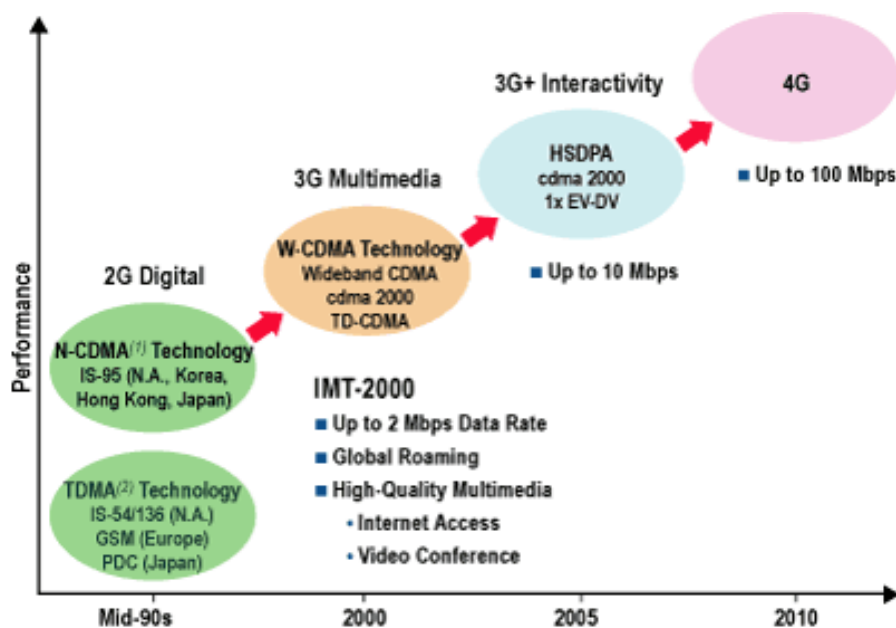 Performance
2G Digital
N-CDMA(1) Technology
IS-95 (N.A., Korea,
Hong Kong, Japan)
TDMA(2) Technology
IS-54/136 (N.A.)
GSM (Europe)
PDC (Japan)
3G Multimedia
W-CDMA Technology
Wideband CDMA
cdma 2000
TD-CDMA
IMT-2000
■ Up to 2 Mbps Data Rate
■ Global Roaming
■ High-Quality Multimedia
• Internet Access
• Video Conference
3G+ Interactivity
HSDPA
cdma 2000
1x EV-DV
■ Up to 10 Mbps
4G
■ Up to 100 Mbps
Mid-90s
2000
2005
2010